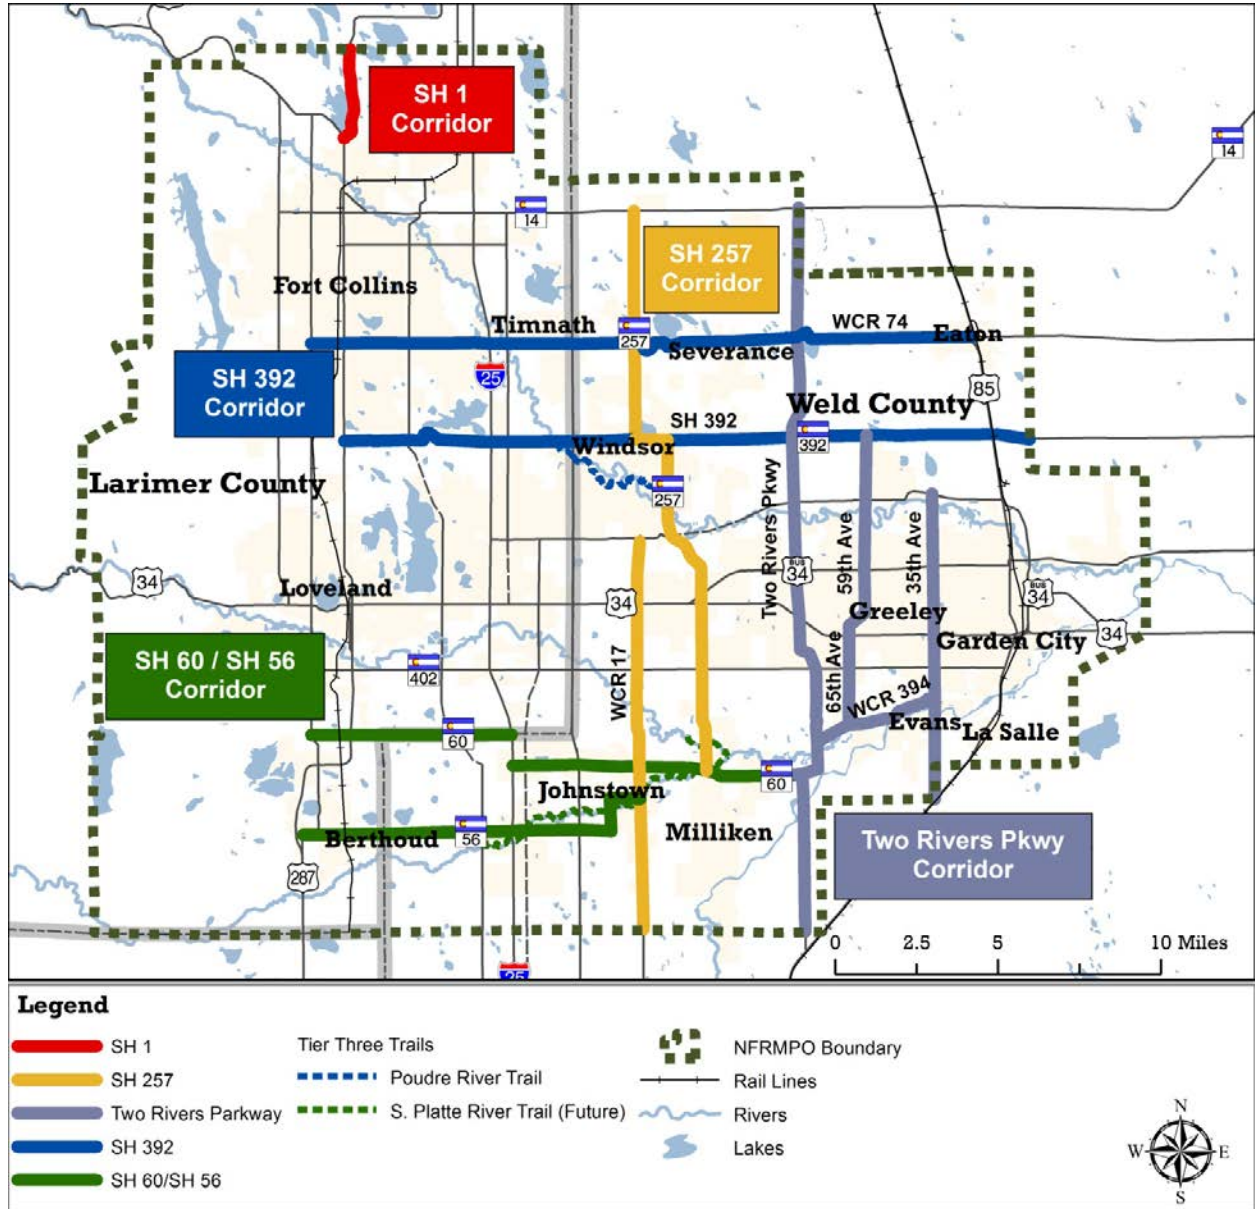 SH 1
Corridor
14
14
SH 257
Corridor
Fort Collins
Timnath
257
WCR 74
Eaton
Severance
SH 392
Corridor
25
85
Weld County
SH 392
392
Windsor
Larimer County
257
Two Rivers Pkwy
59th Ave
35th Ave
34
BUS
34
BUS
34
Loveland
34
Greeley
34
Garden City
SH 60 / SH 56
Corridor
402
WCR 17
65th Ave
WCR 394
Evans
La Salle
60
60
Johnstown
56
Berthoud
Milliken
Two Rivers Pkwy
Corridor
287
0 2.5 5 10 Miles
25
Legend
SH 1
SH 257
Two Rivers Parkway
SH 392
SH 60/SH 56
Tier Three Trails
Poudre River Trail
S. Platte River Trail (Future)
NFRMPO Boundary
Rail Lines
Rivers
Lakes
N
W E
S